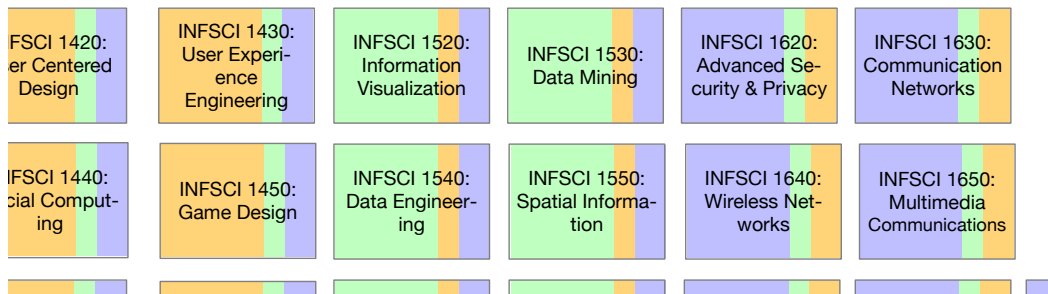 FSCI 1420:
er Centered
Design
INFSCI 1430:
User Experi-
ence
Engineering
INFSCI 1520:
Information
Visualization
INFSCI 1530:
Data Mining
INFSCI 1620:
Advanced Se-
curity & Privacy
INFSCI 1630:
Communication
Networks
FSCI 1440:
cial Comput-
ing
INFSCI 1450:
Game Design
INFSCI 1540:
Data Engineer-
ing
INFSCI 1550:
Spatial Informa-
tion
INFSCI 1640:
Wireless Net-
works
INFSCI 1650:
Multimedia
Communications